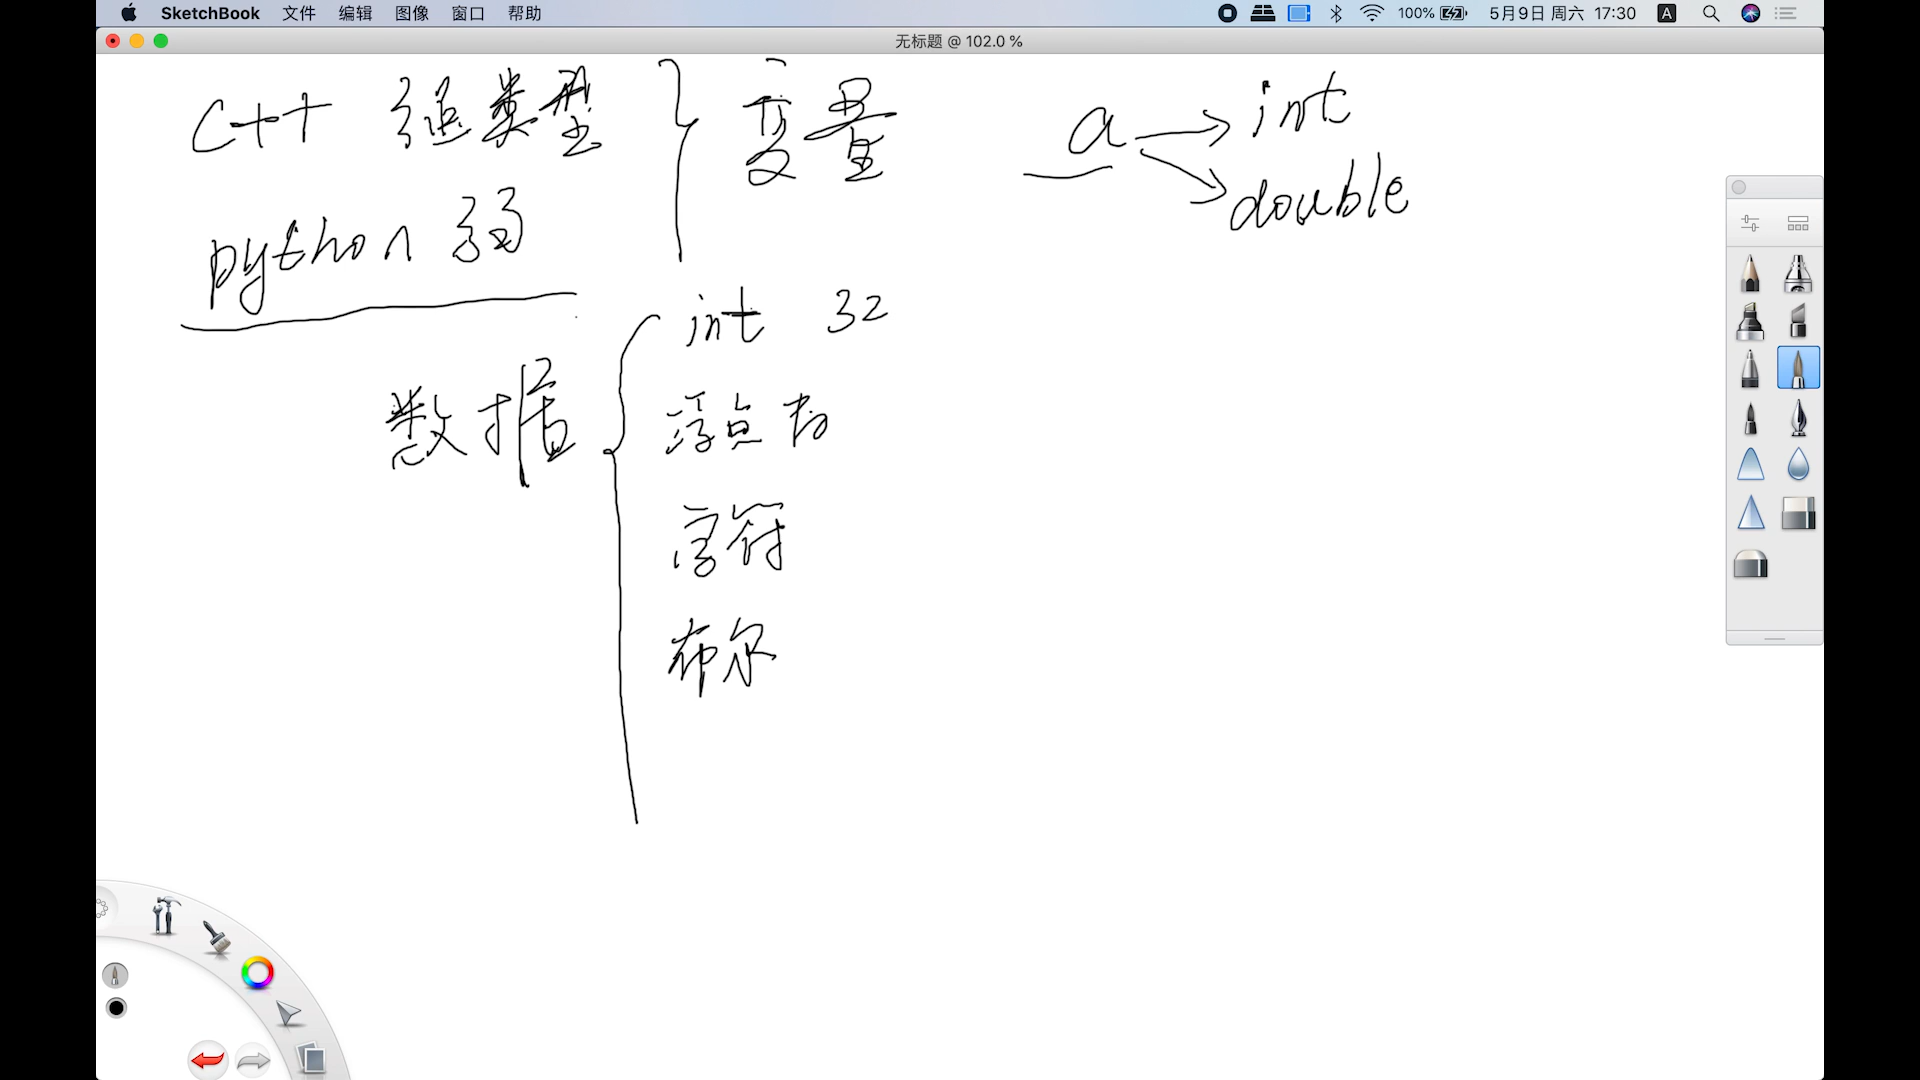 SketchBook 文件 编辑 图像 窗口 帮助 100% 5月9日 周六 17:30 A
无标题 @ 102.0 %
C++ 强类型
变量
a
int
double
python 弱
数据
int 32
浮点
字符
布尔